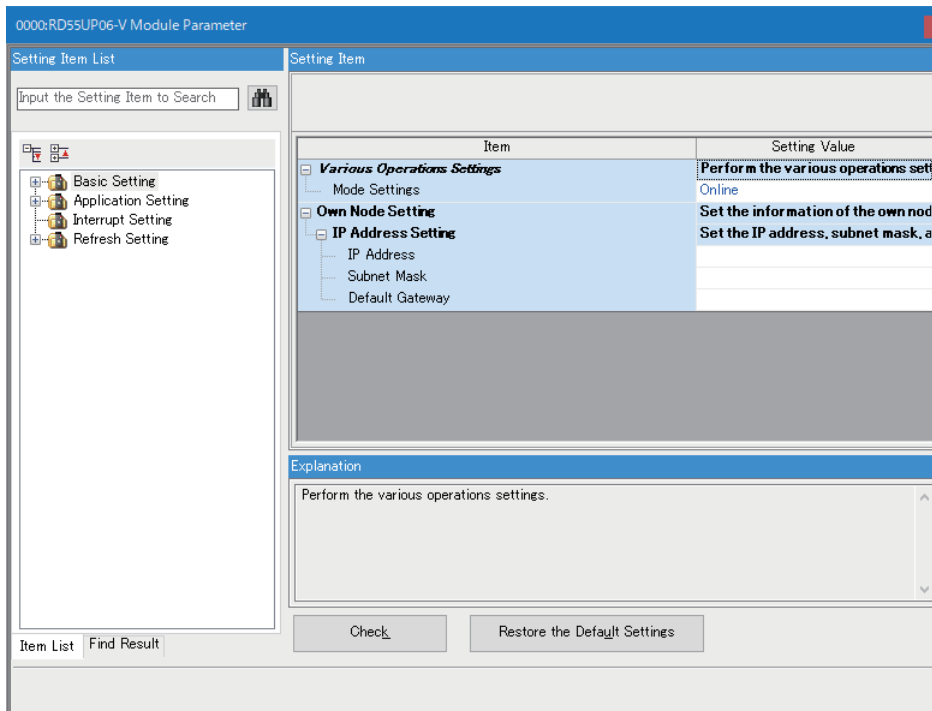 0000:RD55UP06-V Module Parameter
Setting Item List
Input the Setting Item to Search
Basic Setting
Application Setting
Interrupt Setting
Refresh Setting
Item List
Find Result
Setting Item
Item Setting Value
Various Operations Settings Perform the various operations sett
Mode Settings Online
Own Node Setting Set the information of the own nod
IP Address Setting Set the IP address, subnet mask, a
IP Address
Subnet Mask
Default Gateway
Explanation
Perform the various operations settings.
Check Restore the Default Settings